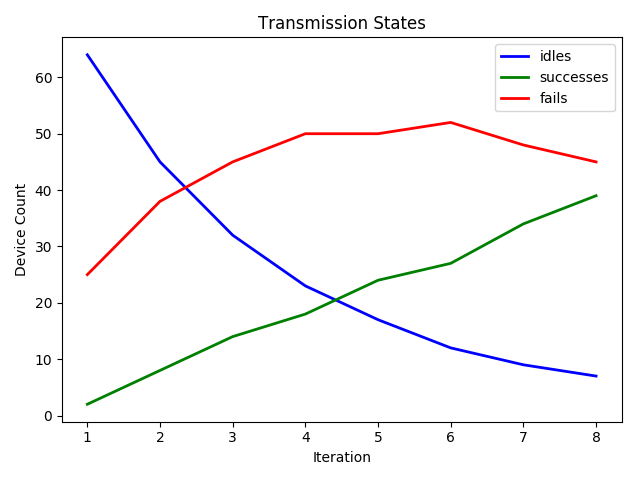 Transmission States
idles
successes
fails
Device Count
60
50
40
30
20
10
0
1 2 3 4 5 6 7 8
Iteration